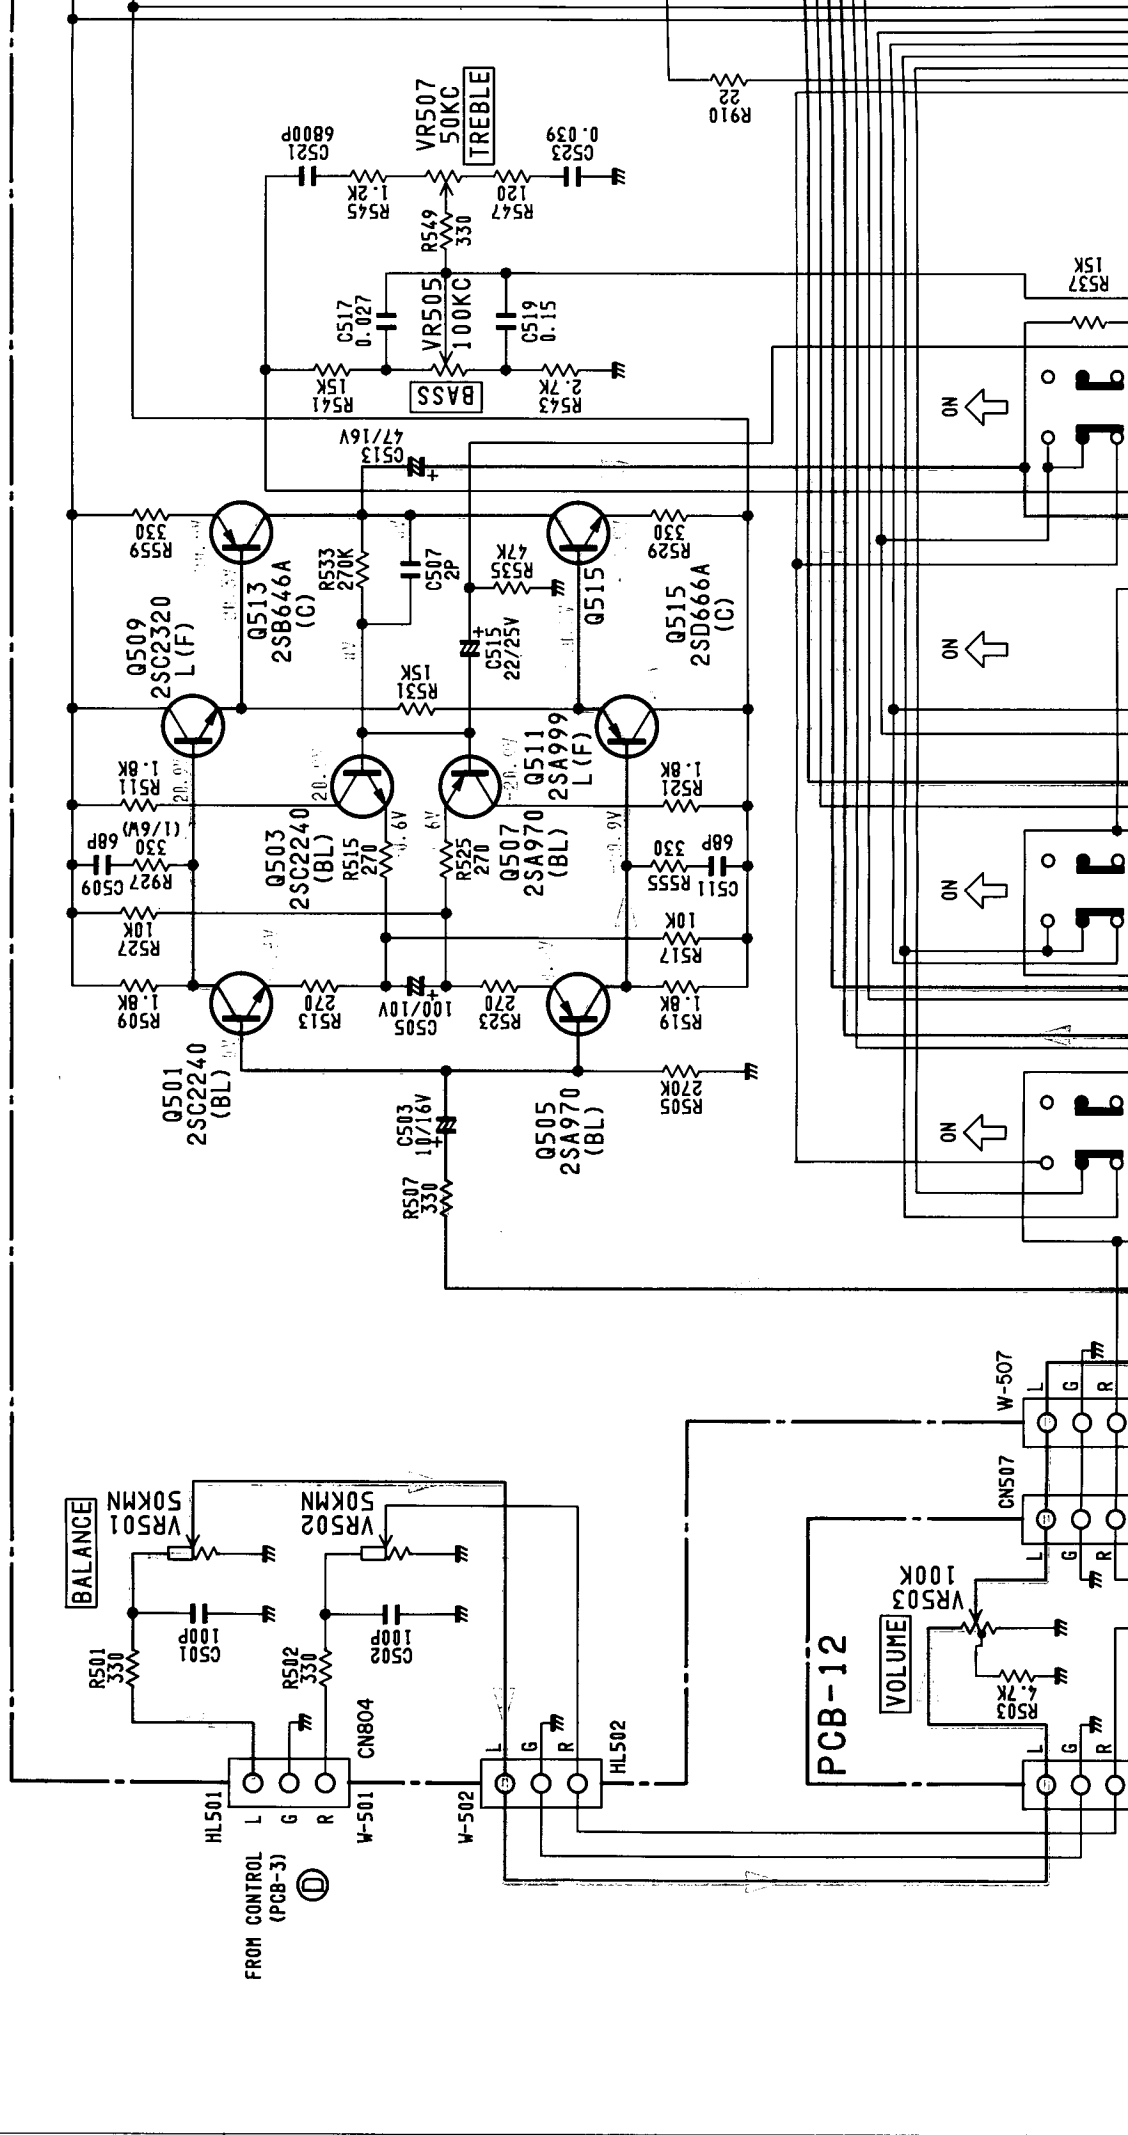 VR507
50KC
TREBLE
C521
6800P
R545
1.2K
R547
120
C523
0.039
R549
330
R910
22
C517
0.027
VR505
100KC
C519
0.15
BASS
R541
15K
R543
2.7K
R537
15K
ON
C513
47/16V
+
R559
330
Q513
2SB646A
(C)
R533
270K
C507
2P
R535
47K
Q515
R529
330
Q515
2SD666A
(C)
Q509
2SC2320
L(F)
C515
22/25V
+
R531
15K
ON
R511
1.8K
Q511
2SA999
L(F)
R521
1.8K
C509
68P
R927
330
(1/6W)
Q503
2SC2240
(BL)
R515
270
R525
270
Q507
2SA970
(BL)
R555
330
C511
68P
ON
R527
10K
R517
10K
R509
1.8K
R513
270
C505
100/10V
+
R523
270
R519
1.8K
Q501
2SC2240
(BL)
C503
10/16V
+
Q505
2SA970
(BL)
R505
270K
ON
R507
330
W-507
L
G
R
BALANCE
VR501
50KMN
VR502
50KMN
CN507
L
G
R
R501
330
C501
100P
R502
330
C502
100P
VR503
100K
VOLUME
R503
4.7K
PCB-12
CN804
HL501
L
G
R
W-501
W-502
L
G
R
HL502
L
G
R
FROM CONTROL
(PCB-3)
D